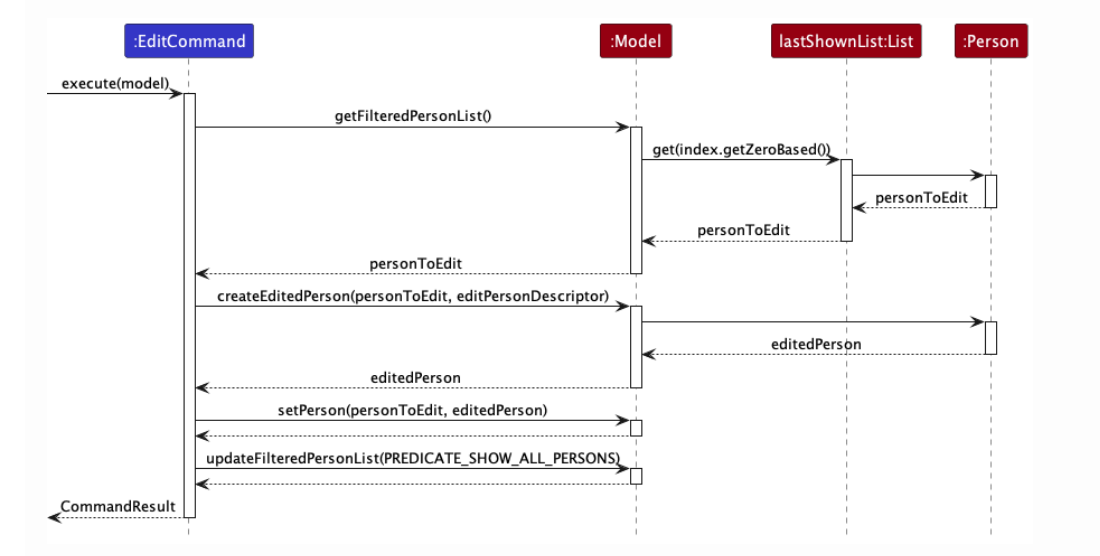 :EditCommand
:Model
lastShownList:List
:Person
execute(model)
getFilteredPersonList()
get(index.getZeroBased())
personToEdit
personToEdit
personToEdit
createEditedPerson(personToEdit, editPersonDescriptor)
editedPerson
editedPerson
setPerson(personToEdit, editedPerson)
updateFilteredPersonList(PREDICATE_SHOW_ALL_PERSONS)
CommandResult